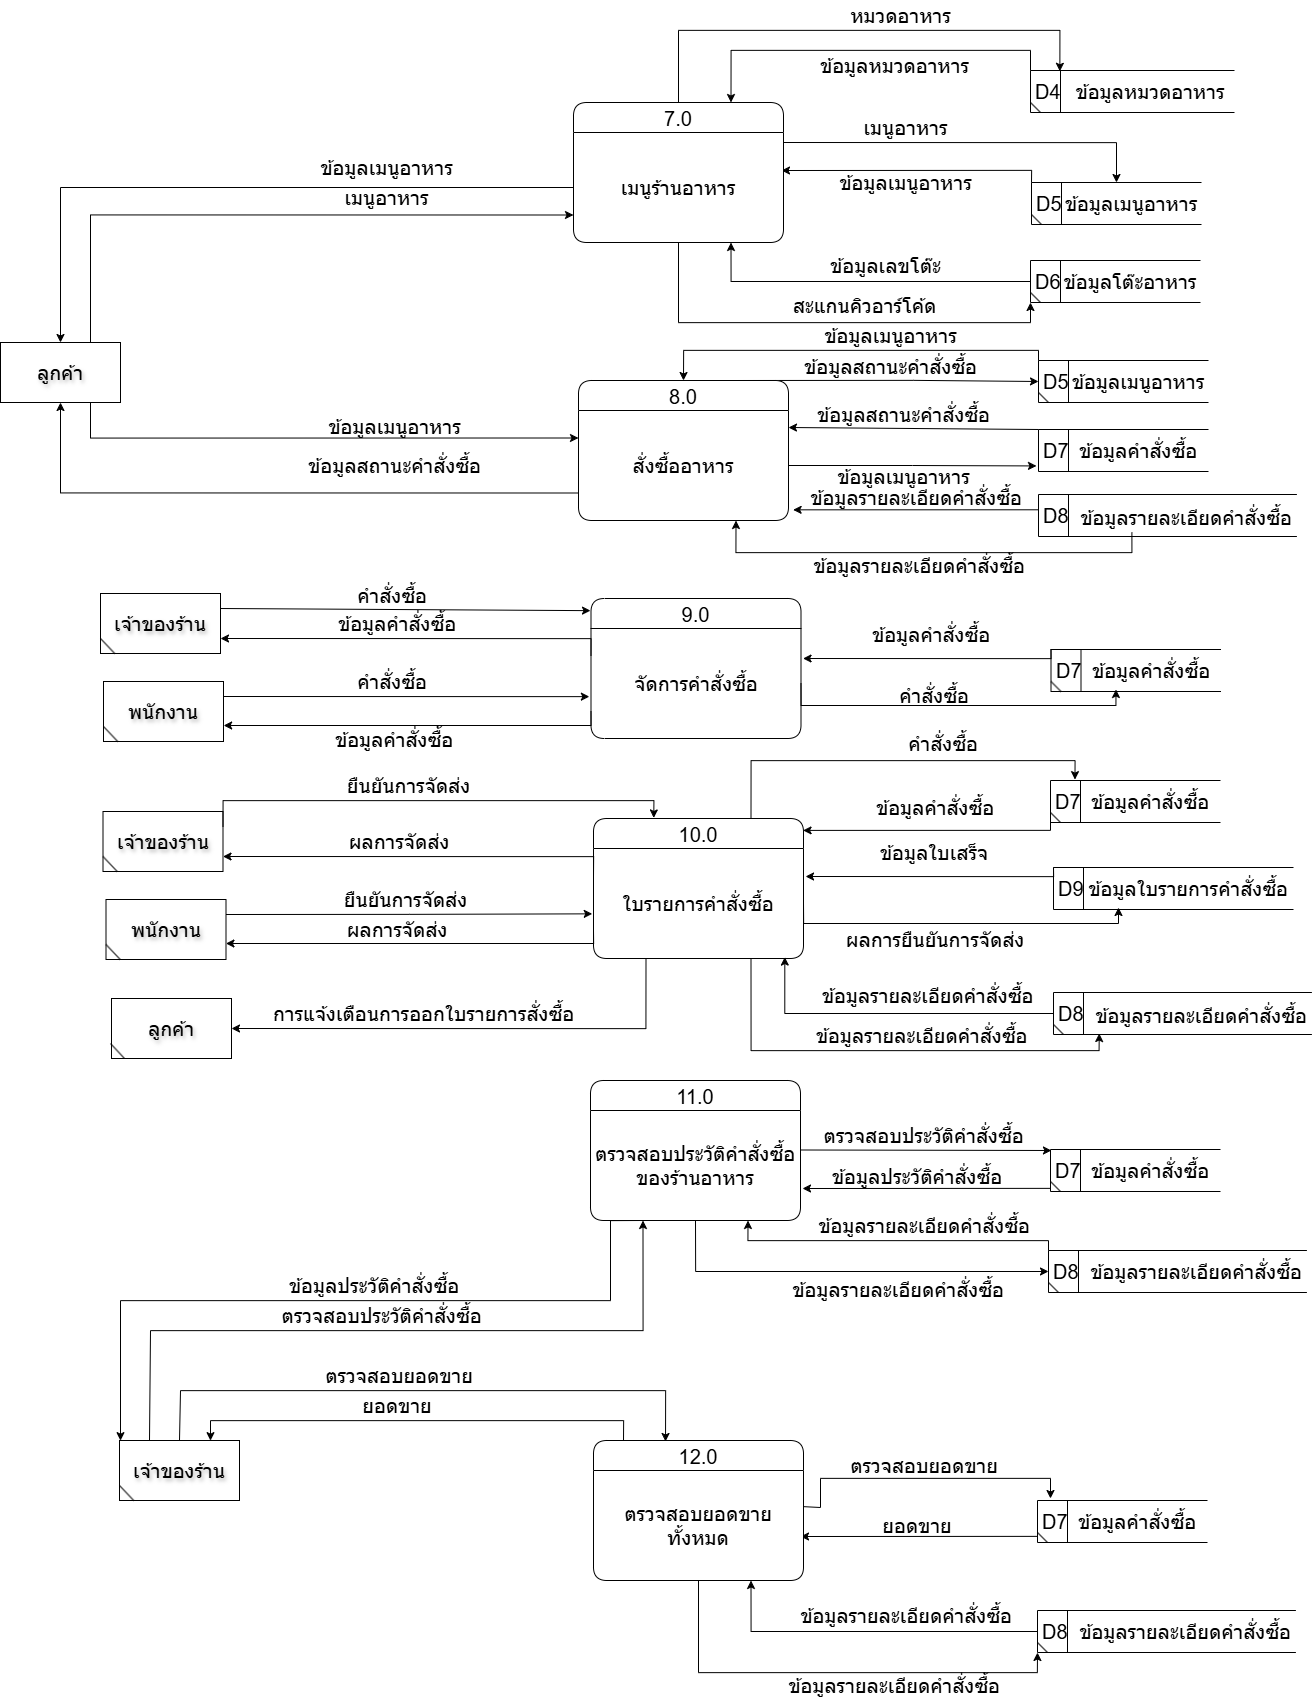 หมวดอาหาร
ข้อมูลหมวดอาหาร
D4 ข้อมูลหมวดอาหาร
7.0
เมนูอาหาร
เมนูร้านอาหาร
ข้อมูลเมนูอาหาร
D5 ข้อมูลเมนูอาหาร
ข้อมูลเมนูอาหาร
เมนูอาหาร
ข้อมูลเลขโต๊ะ
D6 ข้อมูลโต๊ะอาหาร
สะแกนคิวอาร์โค้ด
ลูกค้า
ข้อมูลเมนูอาหาร
ข้อมูลสถานะคำสั่งซื้อ
D5 ข้อมูลเมนูอาหาร
8.0
ข้อมูลสถานะคำสั่งซื้อ
ข้อมูลเมนูอาหาร
D7 ข้อมูลคำสั่งซื้อ
สั่งซื้ออาหาร
ข้อมูลสถานะคำสั่งซื้อ
ข้อมูลเมนูอาหาร
ข้อมูลรายละเอียดคำสั่งซื้อ
D8 ข้อมูลรายละเอียดคำสั่งซื้อ
ข้อมูลรายละเอียดคำสั่งซื้อ
คำสั่งซื้อ
เจ้าของร้าน
ข้อมูลคำสั่งซื้อ
9.0
ข้อมูลคำสั่งซื้อ
D7 ข้อมูลคำสั่งซื้อ
คำสั่งซื้อ
จัดการคำสั่งซื้อ
คำสั่งซื้อ
พนักงาน
ข้อมูลคำสั่งซื้อ
คำสั่งซื้อ
ยืนยันการจัดส่ง
D7 ข้อมูลคำสั่งซื้อ
ข้อมูลคำสั่งซื้อ
10.0
เจ้าของร้าน
ผลการจัดส่ง
ข้อมูลใบเสร็จ
D9 ข้อมูลใบรายการคำสั่งซื้อ
ยืนยันการจัดส่ง
ใบรายการคำสั่งซื้อ
พนักงาน
ผลการจัดส่ง
ผลการยืนยันการจัดส่ง
ข้อมูลรายละเอียดคำสั่งซื้อ
D8 ข้อมูลรายละเอียดคำสั่งซื้อ
ลูกค้า
การแจ้งเตือนการออกใบรายการสั่งซื้อ
ข้อมูลรายละเอียดคำสั่งซื้อ
11.0
ตรวจสอบประวัติคำสั่งซื้อ
ตรวจสอบประวัติคำสั่งซื้อ
ของร้านอาหาร
ข้อมูลประวัติคำสั่งซื้อ
D7 ข้อมูลคำสั่งซื้อ
ข้อมูลรายละเอียดคำสั่งซื้อ
D8 ข้อมูลรายละเอียดคำสั่งซื้อ
ข้อมูลรายละเอียดคำสั่งซื้อ
ข้อมูลประวัติคำสั่งซื้อ
ตรวจสอบประวัติคำสั่งซื้อ
ตรวจสอบยอดขาย
ยอดขาย
เจ้าของร้าน
12.0
ตรวจสอบยอดขาย
ตรวจสอบยอดขาย
ทั้งหมด
ยอดขาย
D7 ข้อมูลคำสั่งซื้อ
ข้อมูลรายละเอียดคำสั่งซื้อ
D8 ข้อมูลรายละเอียดคำสั่งซื้อ
ข้อมูลรายละเอียดคำสั่งซื้อ